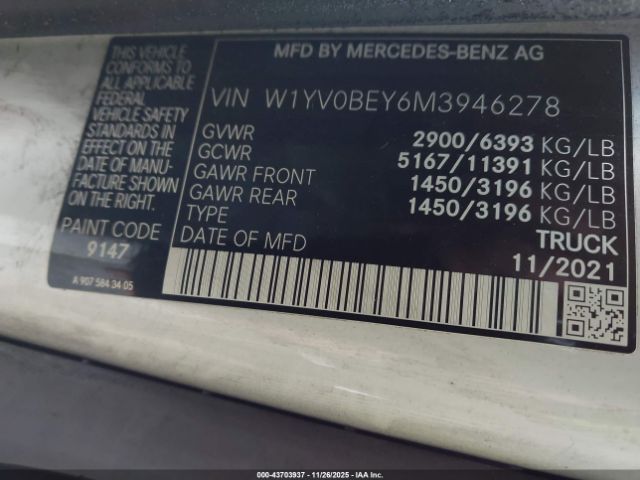 THIS VEHICLE
CONFORMS TO
ALL APPLICABLE
FEDERAL
VEHICLE SAFETY
STANDARDS IN
EFFECT ON THE
DATE OF MANU-
FACTURE SHOWN
ON THE RIGHT.
PAINT CODE
9147
A 907 584 34 05
MFD BY MERCEDES-BENZ AG
VIN W1YV0BEY6M3946278
GVWR 2900/6393 KG/LB
GCWR 5167/11391 KG/LB
GAWR FRONT 1450/3196 KG/LB
GAWR REAR 1450/3196 KG/LB
TYPE TRUCK
DATE OF MFD 11/2021
000-43703937 - 11/26/2025 - IAAI.COM